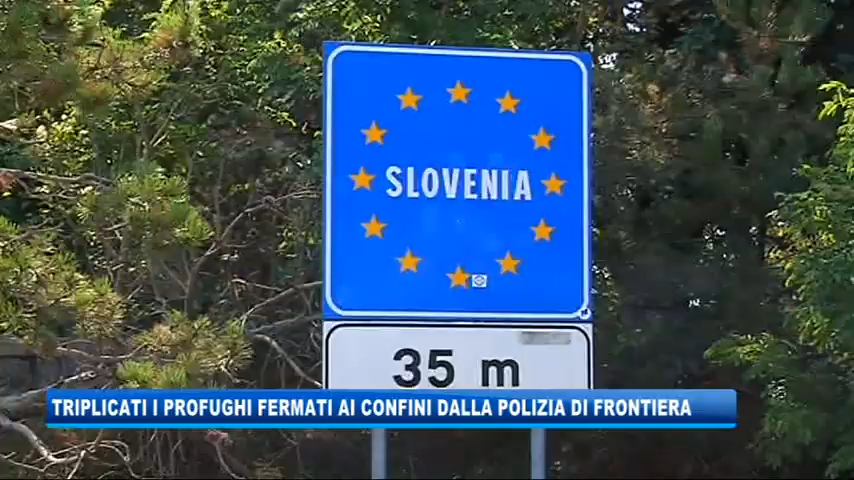 SLOVENIA
35 m
TRIPLICATI I PROFUGHI FERMATI AI CONFINI DALLA POLIZIA DI FRONTIERA